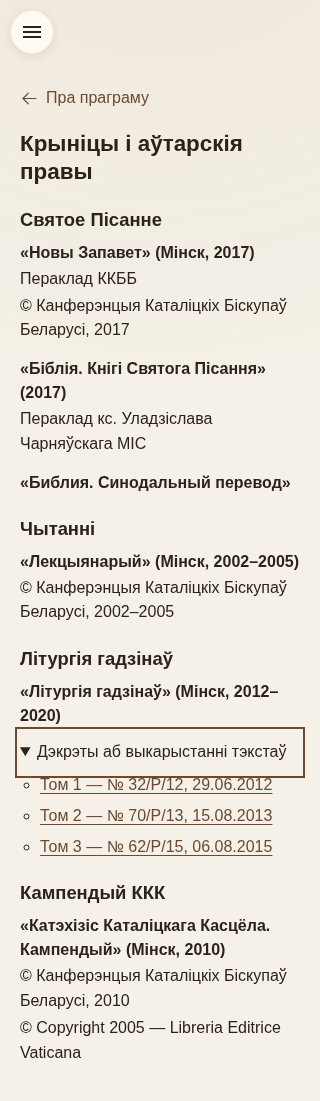 ← Пра праграму
Крыніцы і аўтарскія
правы
Святое Пісанне
«Новы Запавет» (Мінск, 2017)
Пераклад ККББ
© Канферэнцыя Каталіцкіх Біскупаў
Беларусі, 2017
«Біблія. Кнігі Святога Пісання»
(2017)
Пераклад кс. Уладзіслава
Чарняўскага MIC
«Библия. Синодальный перевод»
Чытанні
«Лекцыянарый» (Мінск, 2002–2005)
© Канферэнцыя Каталіцкіх Біскупаў
Беларусі, 2002–2005
Літургія гадзінаў
«Літургія гадзінаў» (Мінск, 2012–
2020)
▼ Дэкрэты аб выкарыстанні тэкстаў
Том 1 — № 32/P/12, 29.06.2012
Том 2 — № 70/P/13, 15.08.2013
Том 3 — № 62/P/15, 06.08.2015
Кампендый ККК
«Катэхізіс Каталіцкага Касцёла.
Кампендый» (Мінск, 2010)
© Канферэнцыя Каталіцкіх Біскупаў
Беларусі, 2010
© Copyright 2005 — Libreria Editrice
Vaticana